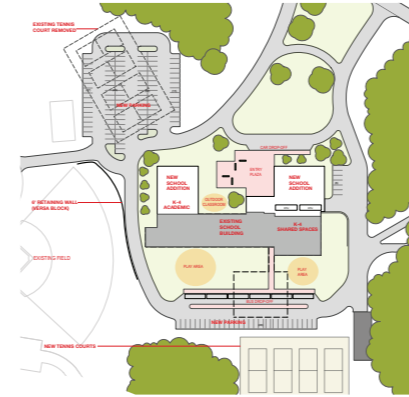 EXISTING TENNIS
COURT REMOVED
NEW PARKING
CAR DROP OFF
ENTRY
PLAZA
NEW
SCHOOL
ADDITION
K-4
ACADEMIC
NEW
SCHOOL
ADDITION
OUTDOOR
CLASSROOM
6' RETAINING WALL
(VERSA BLOCK)
EXISTING
SCHOOL
BUILDING
K-4
SHARED SPACES
EXISTING FIELD
PLAY AREA
PLAY
AREA
BUS DROP OFF
NEW PARKING
NEW TENNIS COURTS